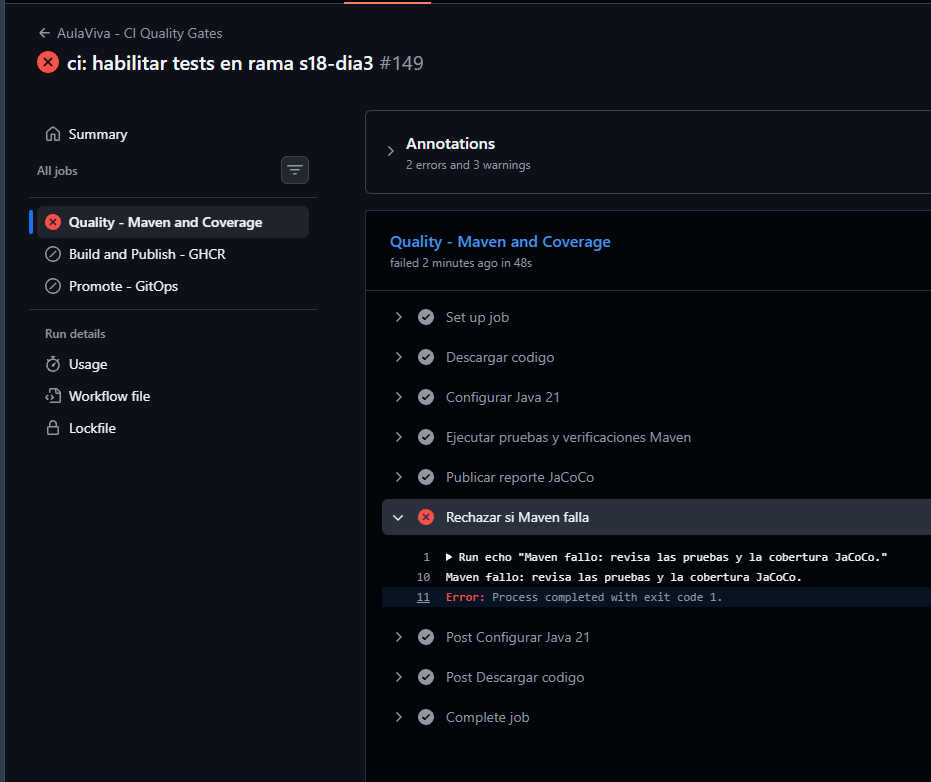 AulaViva - CI Quality Gates
ci: habilitar tests en rama s18-dia3 #149
Summary
All jobs
Quality - Maven and Coverage
Build and Publish - GHCR
Promote - GitOps
Run details
Usage
Workflow file
Lockfile
Annotations
2 errors and 3 warnings
Quality - Maven and Coverage
failed 2 minutes ago in 48s
Set up job
Descargar codigo
Configurar Java 21
Ejecutar pruebas y verificaciones Maven
Publicar reporte JaCoCo
Rechazar si Maven falla
1 Run echo "Maven fallo: revisa las pruebas y la cobertura JaCoCo."
10 Maven fallo: revisa las pruebas y la cobertura JaCoCo.
11 Error: Process completed with exit code 1.
Post Configurar Java 21
Post Descargar codigo
Complete job